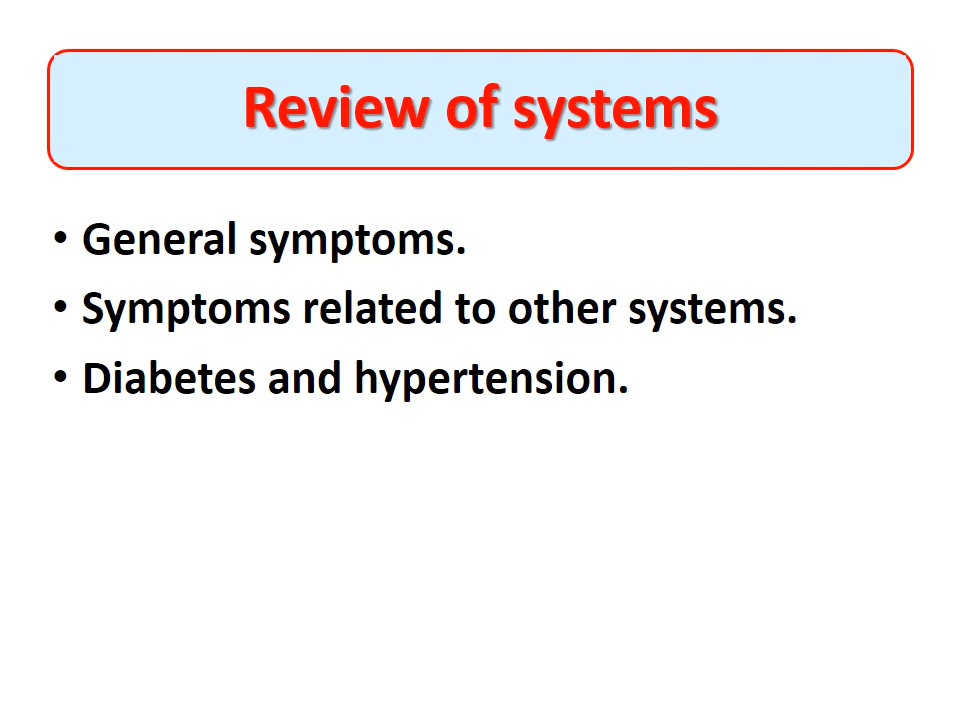 Review of systems
• General symptoms.
• Symptoms related to other systems.
• Diabetes and hypertension.